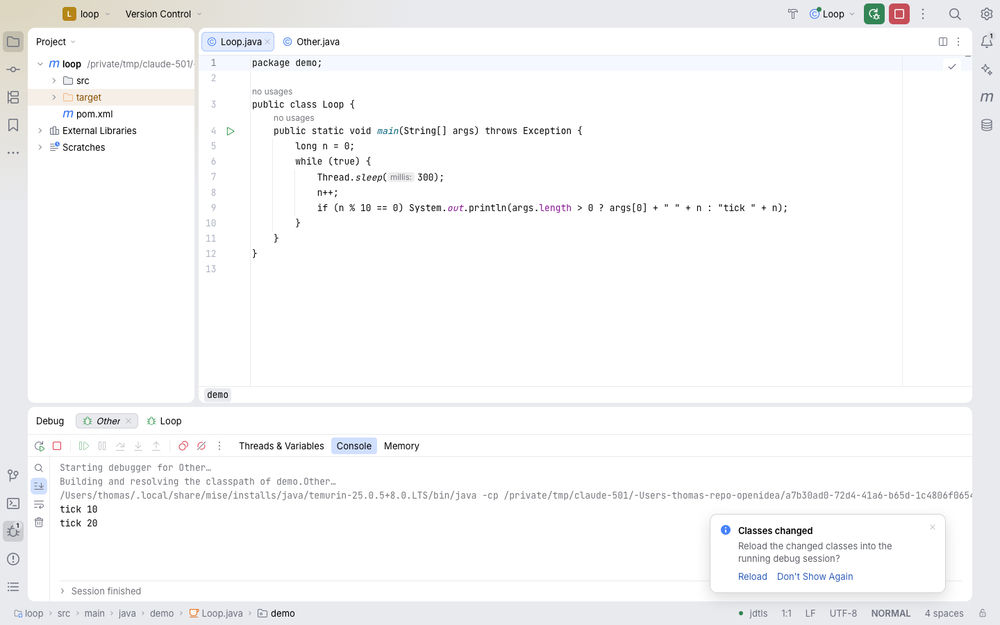 L loop Version Control Loop
Project
Loop.java Other.java
m loop /private/tmp/claude-501/-
src
target
m pom.xml
External Libraries
Scratches
1 package demo;
2
no usages
3 public class Loop {
no usages
4 public static void main(String[] args) throws Exception {
5 long n = 0;
6 while (true) {
7 Thread.sleep( millis: 300);
8 n++;
9 if (n % 10 == 0) System.out.println(args.length > 0 ? args[0] + " " + n : "tick " + n);
10 }
11 }
12 }
13
demo
Debug Other Loop
Threads & Variables Console Memory
Starting debugger for Other…
Building and resolving the classpath of demo.Other…
/Users/thomas/.local/share/mise/installs/java/temurin-25.0.5+8.0.LTS/bin/java -cp /private/tmp/claude-501/-Users-thomas-repo-openidea/a7b30ad0-72d4-41a6-b65d-1c4806f0654
tick 10
tick 20
Classes changed
Reload the changed classes into the
running debug session?
Reload Don't Show Again
Session finished
loop src main java demo Loop.java demo jdtls 1:1 LF UTF-8 NORMAL 4 spaces